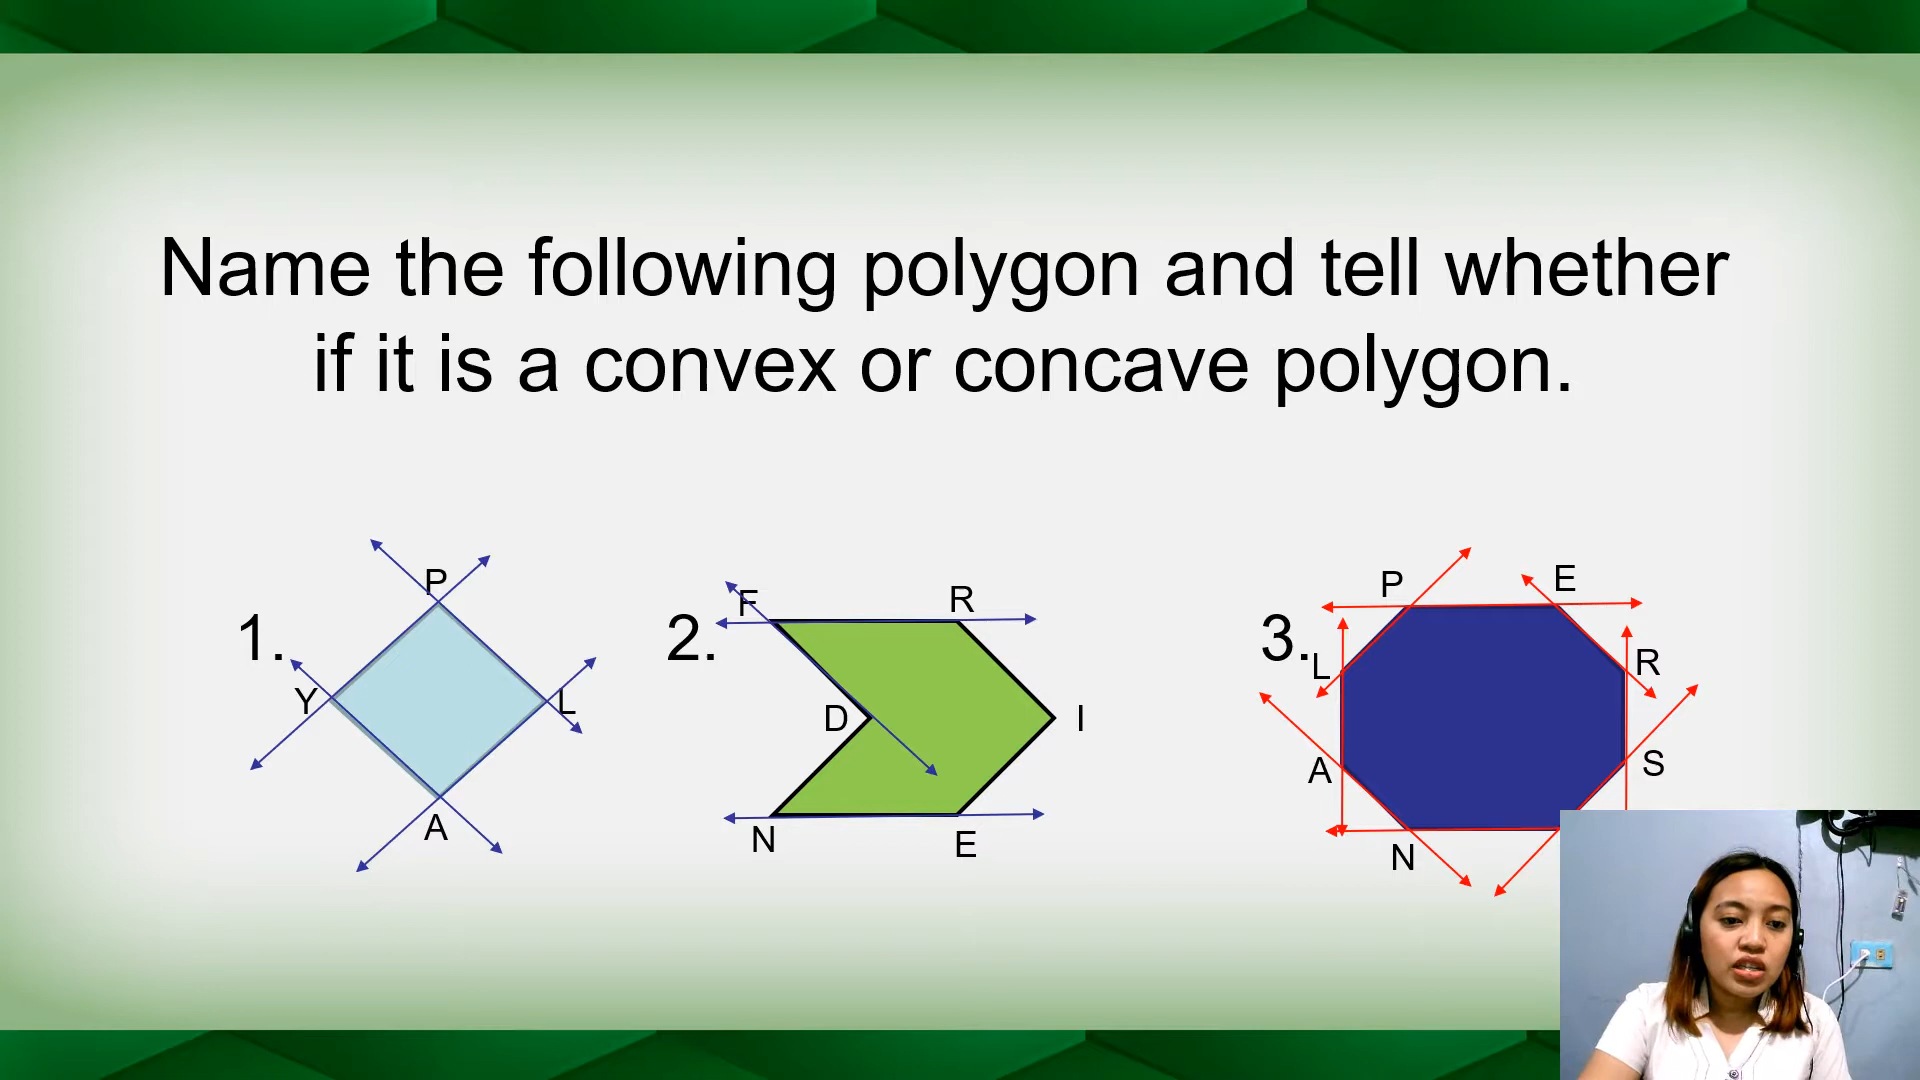 Name the following polygon and tell whether
if it is a convex or concave polygon.
1.
P
Y
L
A
2.
F
R
D
I
N
E
3.
P
E
L
R
A
S
N